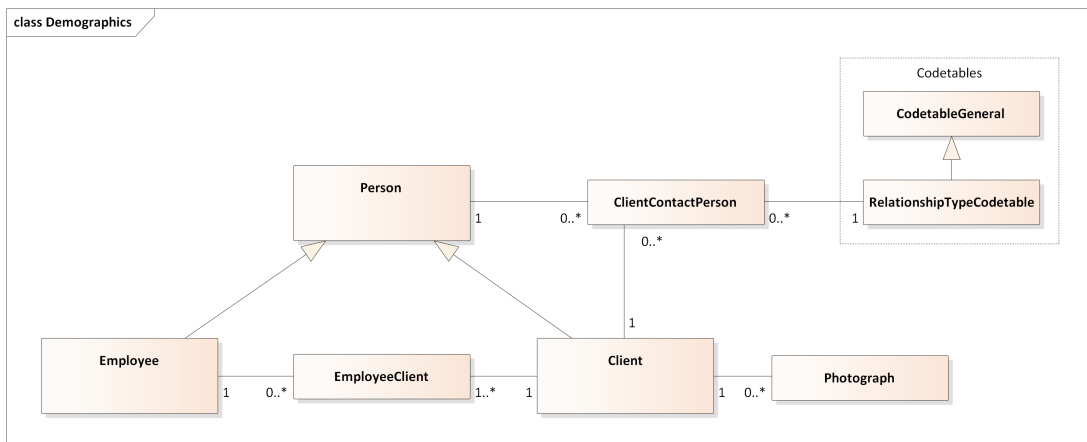 class Demographics
Codetables
CodetableGeneral
Person
ClientContactPerson
RelationshipTypeCodetable
1
0..*
0..*
1
0..*
1
Employee
EmployeeClient
Client
Photograph
1
0..*
1..*
1
1
0..*